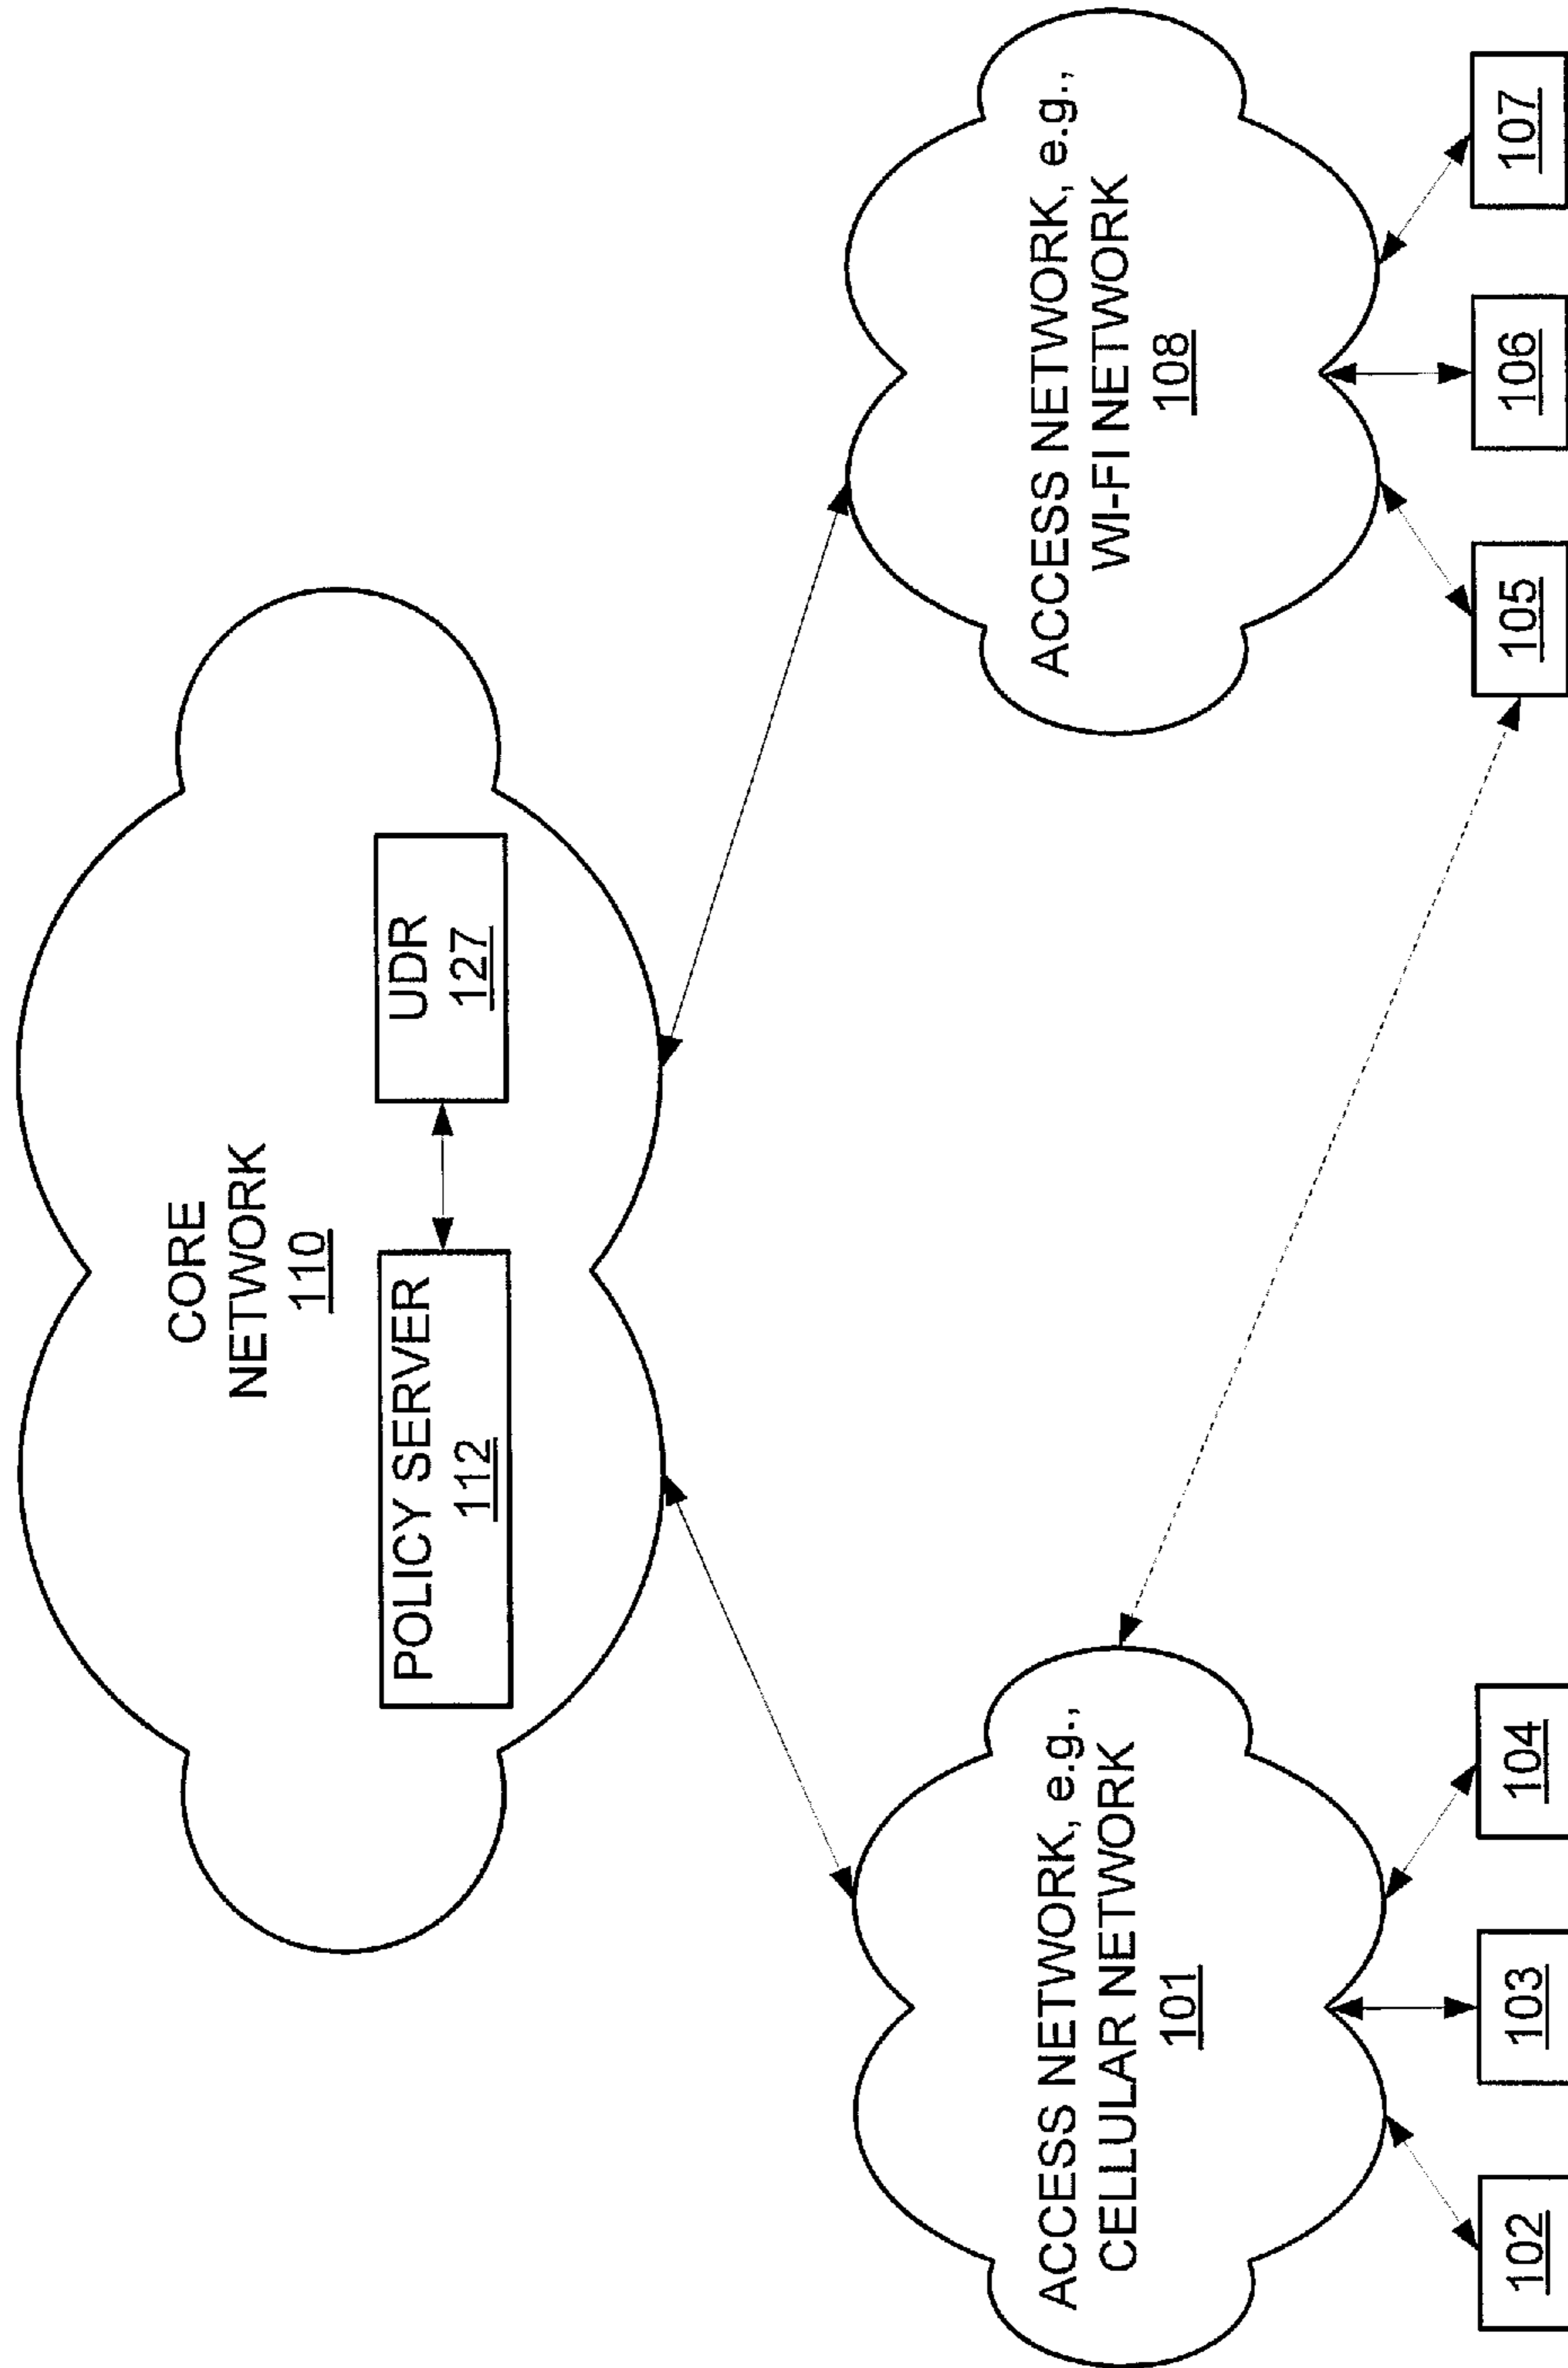 CORE
NETWORK
110
POLICY SERVER
112
UDR
127
ACCESS NETWORK, e.g.,
CELLULAR NETWORK
101
ACCESS NETWORK, e.g.,
WI-FI NETWORK
108
102
103
104
105
106
107